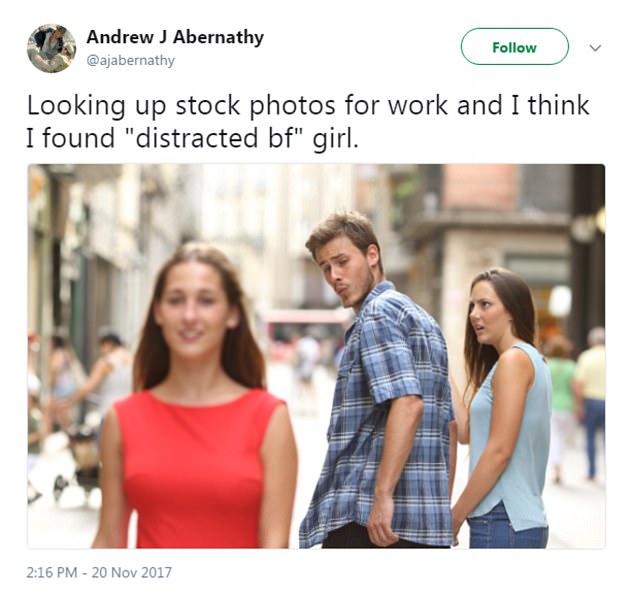 Andrew J Abernathy
@ajabernathy
Follow
Looking up stock photos for work and I think
I found "distracted bf" girl.
2:16 PM - 20 Nov 2017